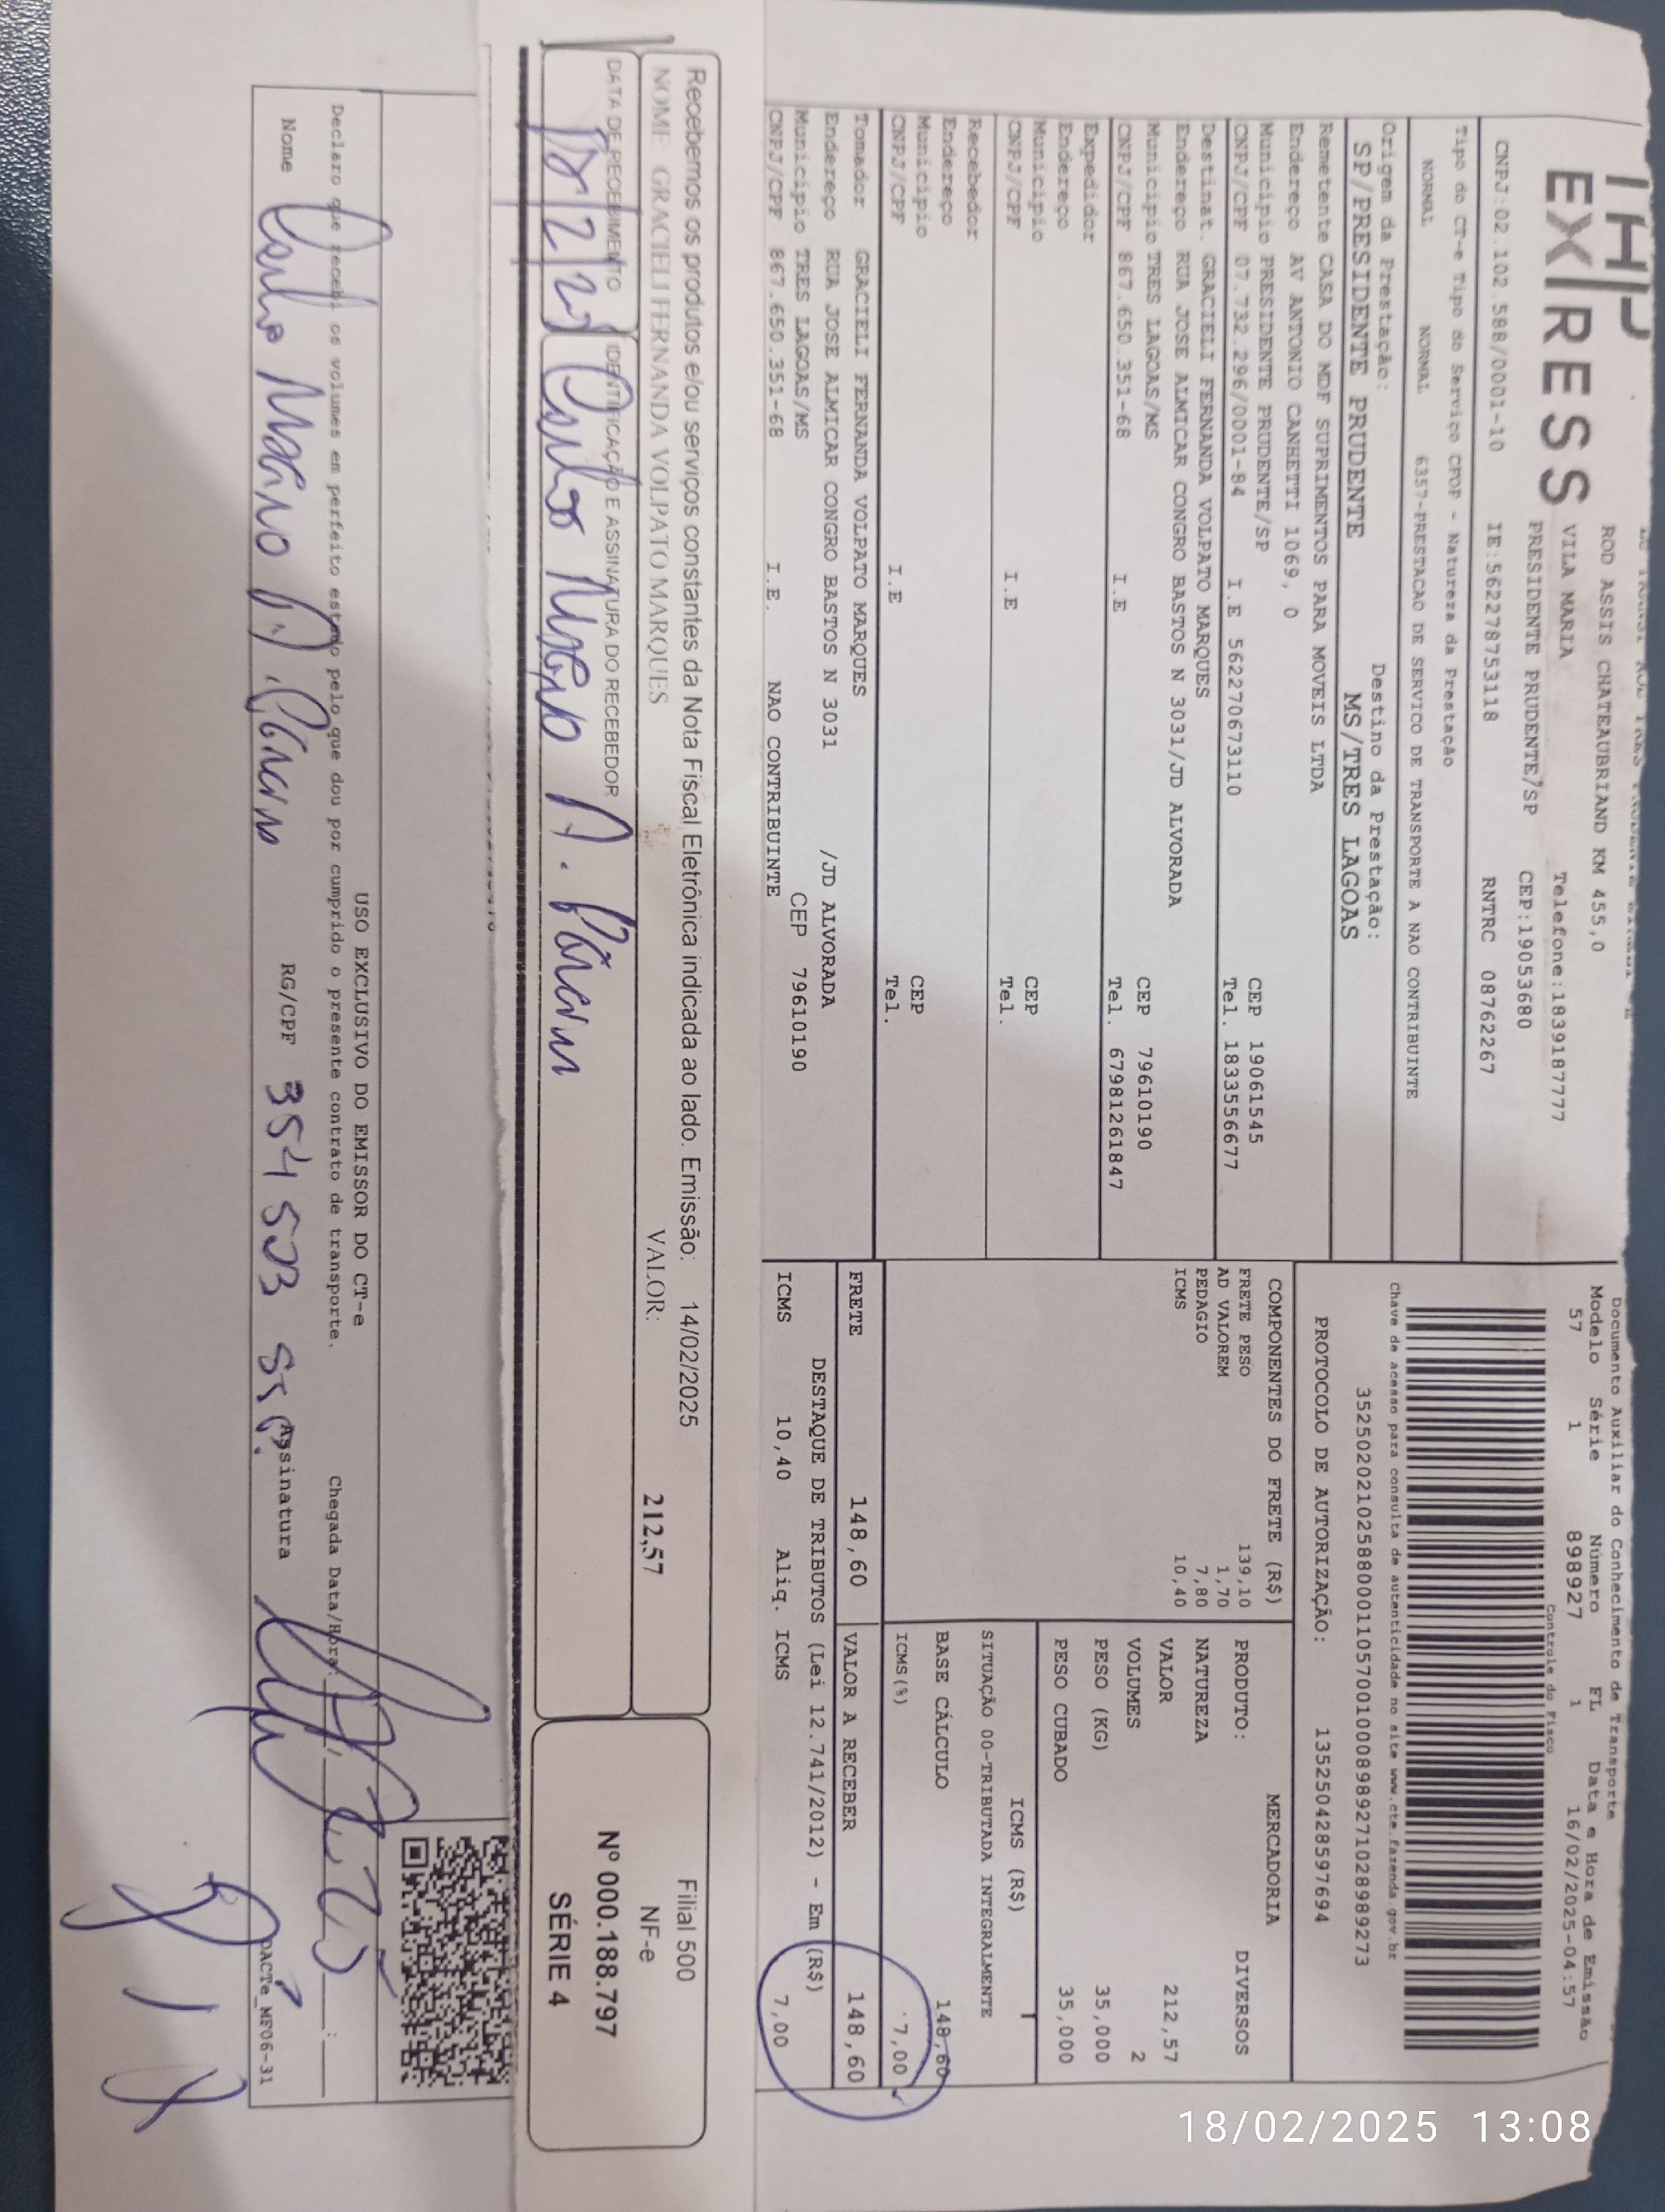 THP
EXPRESS
ROD ASSIS CHATEAUBRIAND KM 455,0
VILA MARIA Telefone:1839187777
PRESIDENTE PRUDENTE/SP CEP:19053680
CNPJ:02.102.588/0001-10 IE:562278753118 RNTRC 08762267
Tipo do CT-e Tipo do Serviço CFOP - Natureza da Prestação
NORMAL NORMAL 6357-PRESTACAO DE SERVICO DE TRANSPORTE A NAO CONTRIBUINTE
Origem da Prestação: Destino da Prestação:
SP/PRESIDENTE PRUDENTE MS/TRES LAGOAS
Remetente CASA DO MDF SUPRIMENTOS PARA MOVEIS LTDA
Endereço AV ANTONIO CANHETTI 1069, 0
Município PRESIDENTE PRUDENTE/SP CEP 19061545
CNPJ/CPF 07.732.296/0001-84 I.E 562270673110 Tel. 1833556677
Destinat. GRACIELI FERNANDA VOLPATO MARQUES
Endereço RUA JOSE ALMICAR CONGRO BASTOS N 3031/JD ALVORADA
Município TRES LAGOAS/MS CEP 79610190
CNPJ/CPF 867.650.351-68 I.E Tel. 67981261847
Expedidor
Endereço
Município CEP
CNPJ/CPF I.E Tel.
Recebedor
Endereço
Município CEP
CNPJ/CPF I.E Tel.
Tomador GRACIELI FERNANDA VOLPATO MARQUES
Endereço RUA JOSE ALMICAR CONGRO BASTOS N 3031 /JD ALVORADA
Município TRES LAGOAS/MS CEP 79610190
CNPJ/CPF 867.650.351-68 I.E. NAO CONTRIBUINTE
Documento Auxiliar do Conhecimento de Transporte
Modelo Série Número FL Data e Hora de Emissão
57 1 898927 1 16/02/2025-04:57
Controle do Fisco
Chave de acesso para consulta de autenticidade no site www.cte.fazenda.gov.br
35250202102588000110570010008989271028989273
PROTOCOLO DE AUTORIZAÇÃO: 135250428597694
COMPONENTES DO FRETE (R$)
FRETE PESO 139,10
AD VALOREM 1,70
PEDAGIO 7,80
ICMS 10,40
MERCADORIA
PRODUTO: DIVERSOS
NATUREZA
VALOR 212,57
VOLUMES 2
PESO (KG) 35,000
PESO CUBADO 35,000
ICMS (R$)
SITUAÇÃO 00-TRIBUTADA INTEGRALMENTE
BASE CÁLCULO 148,60
ICMS(%) 7,00
FRETE 148,60 VALOR A RECEBER 148,60
DESTAQUE DE TRIBUTOS (Lei 12.741/2012) - Em (R$)
ICMS 10,40 Aliq. ICMS 7,00
Recebemos os produtos e/ou serviços constantes da Nota Fiscal Eletrônica indicada ao lado. Emissão: 14/02/2025
NOME: GRACIELI FERNANDA VOLPATO MARQUES VALOR: 212,57
DATA DE RECEBIMENTO IDENTIFICAÇÃO E ASSINATURA DO RECEBEDOR
Filial 500
NF-e
Nº 000.188.797
SÉRIE 4
USO EXCLUSIVO DO EMISSOR DO CT-e
Declaro que recebi os volumes em perfeito estado pelo que dou por cumprido o presente contrato de transporte. Chegada Data/Hora:
Nome RG/CPF 354 503 Assinatura
DACTe_MF06-31
18/02/2025 13:08